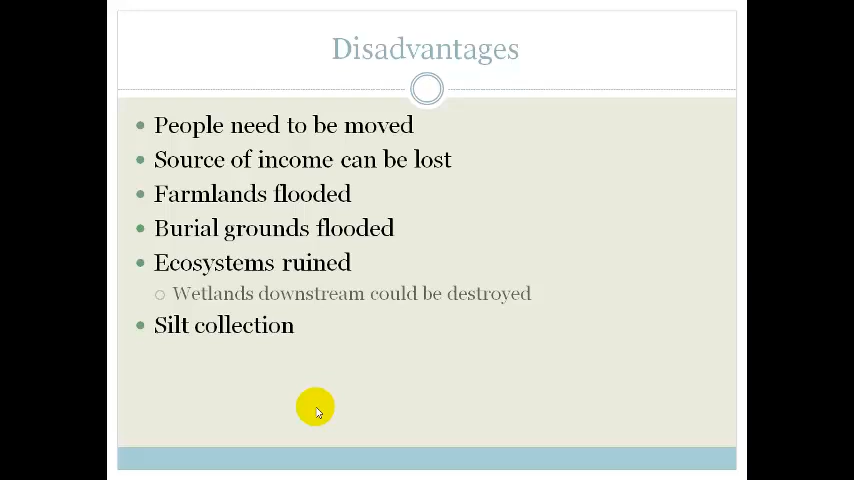 Disadvantages
People need to be moved
Source of income can be lost
Farmlands flooded
Burial grounds flooded
Ecosystems ruined
Wetlands downstream could be destroyed
Silt collection